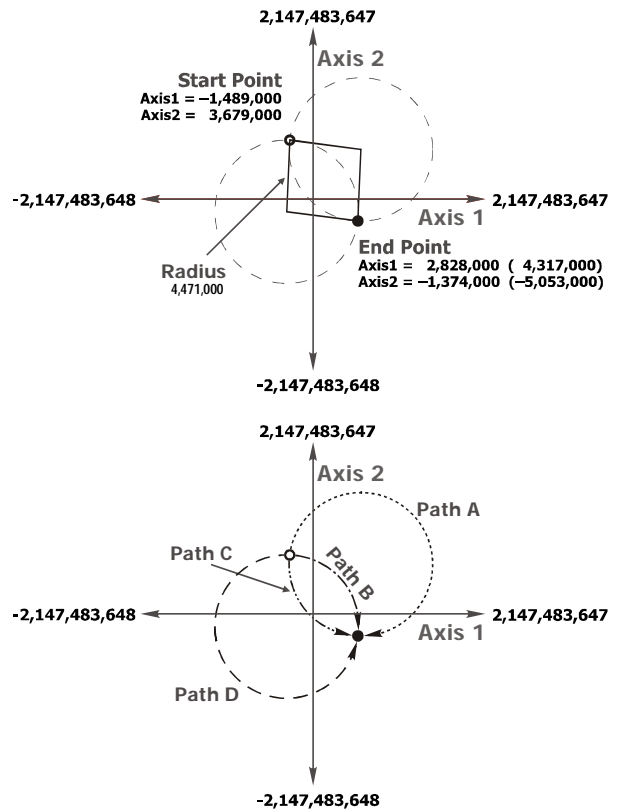 2,147,483,647
Axis 2
Start Point
Axis1 = −1,489,000
Axis2 = 3,679,000
-2,147,483,648
2,147,483,647
Axis 1
End Point
Axis1 = 2,828,000 ( 4,317,000)
Axis2 = −1,374,000 (−5,053,000)
Radius
4,471,000
-2,147,483,648
2,147,483,647
Axis 2
Path A
Path C
Path B
-2,147,483,648
2,147,483,647
Axis 1
Path D
-2,147,483,648